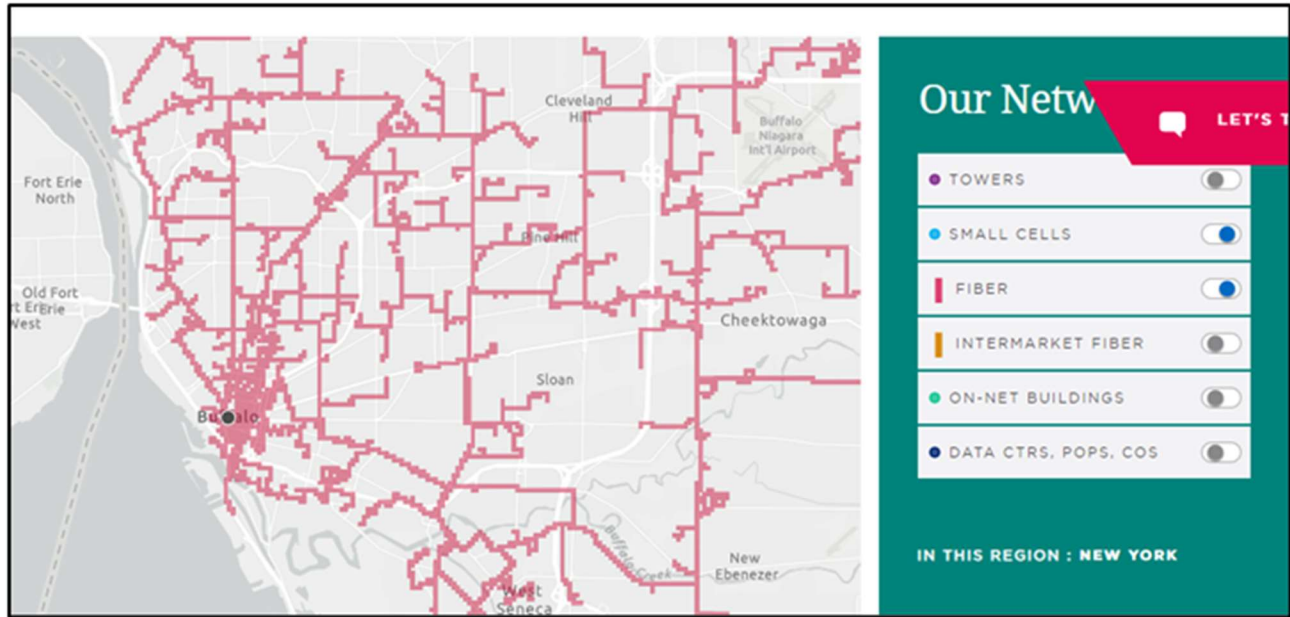 Cleveland
Hill
Buffalo
Niagara
Int'l Airport
Fort Erie
North
Pine Hill
Old Fort
Erie
rt Erie
West
Cheektowaga
Sloan
Buffalo
Buffalo Creek
New
Ebenezer
West
Seneca
Our Netw
LET'S T
TOWERS
SMALL CELLS
FIBER
INTERMARKET FIBER
ON-NET BUILDINGS
DATA CTRS, POPS, COS
IN THIS REGION : NEW YORK